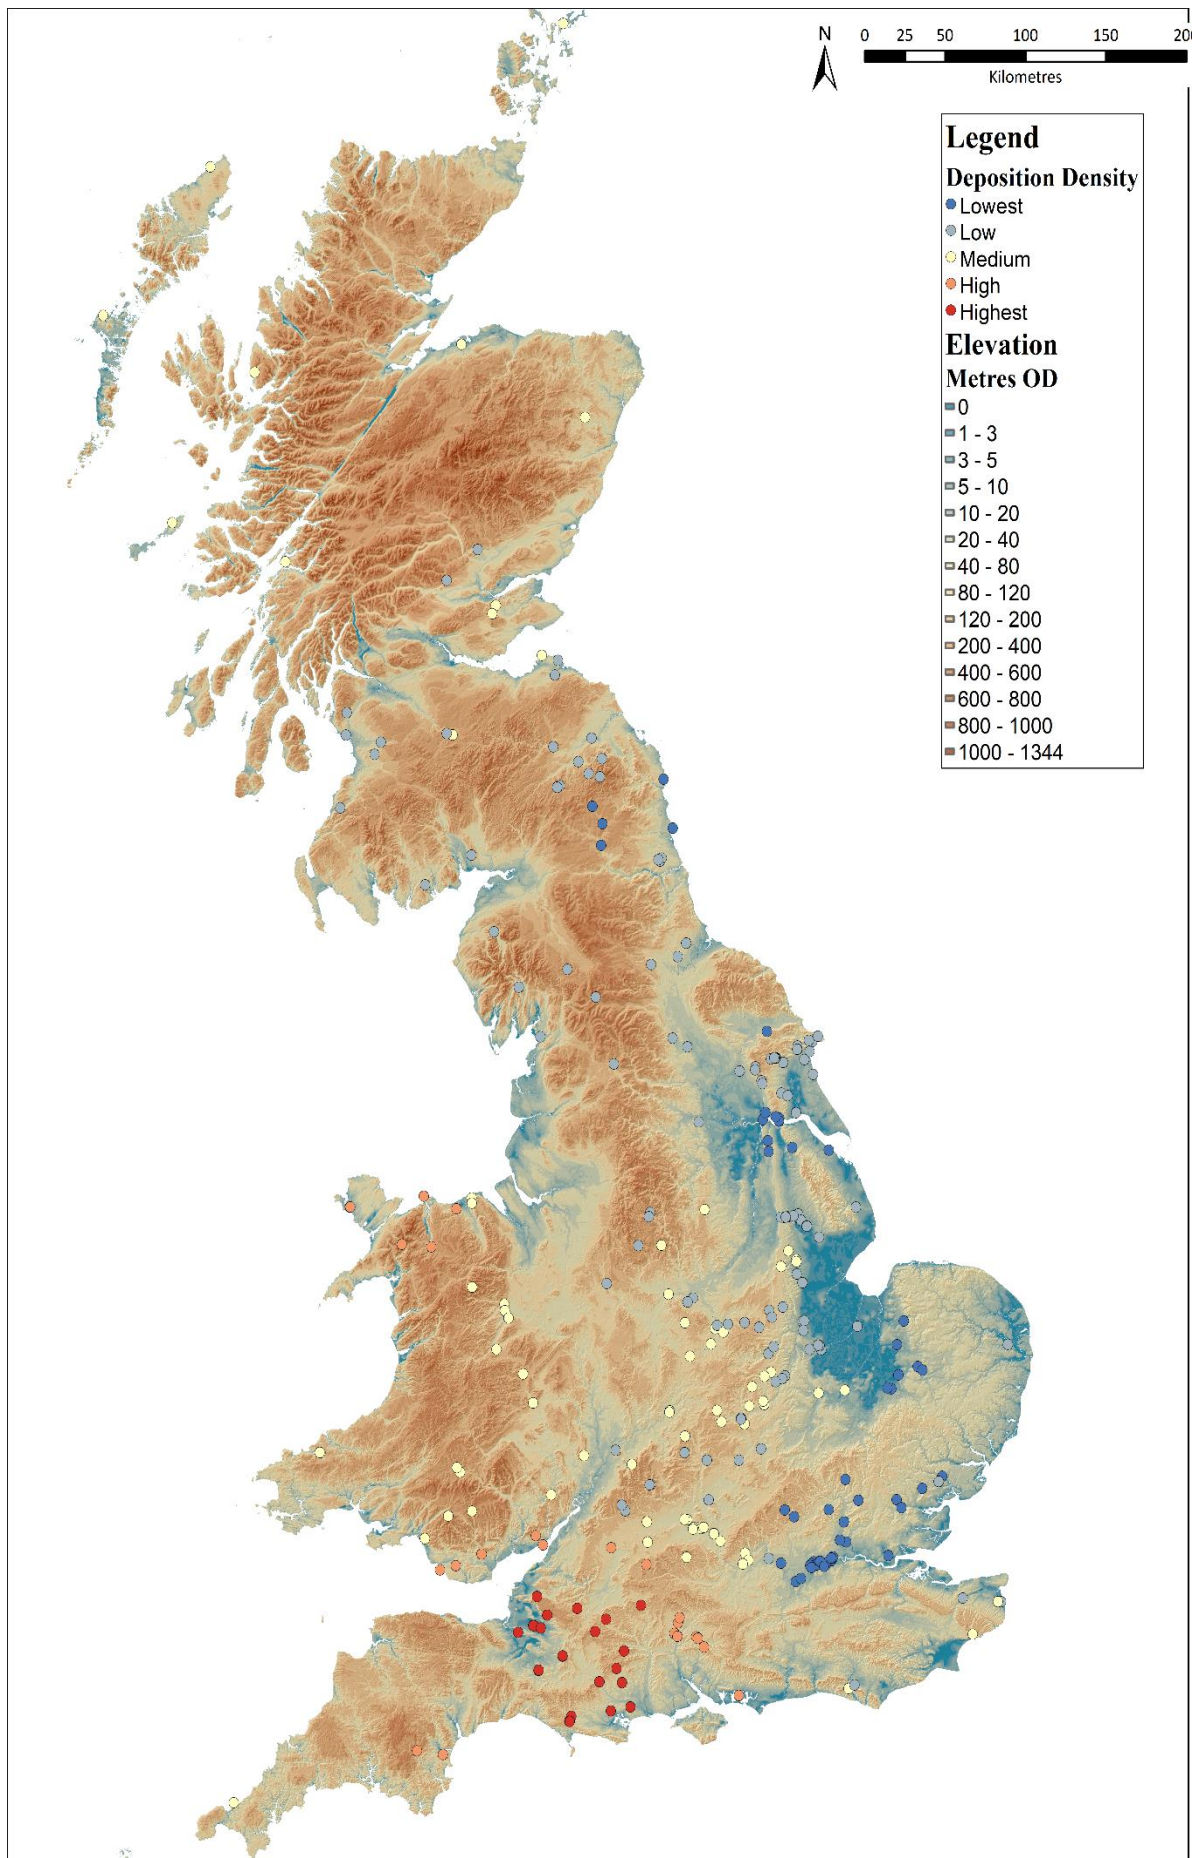 N
0 25 50 100 150 20
Kilometres
Legend
Deposition Density
Lowest
Low
Medium
High
Highest
Elevation
Metres OD
0
1 - 3
3 - 5
5 - 10
10 - 20
20 - 40
40 - 80
80 - 120
120 - 200
200 - 400
400 - 600
600 - 800
800 - 1000
1000 - 1344